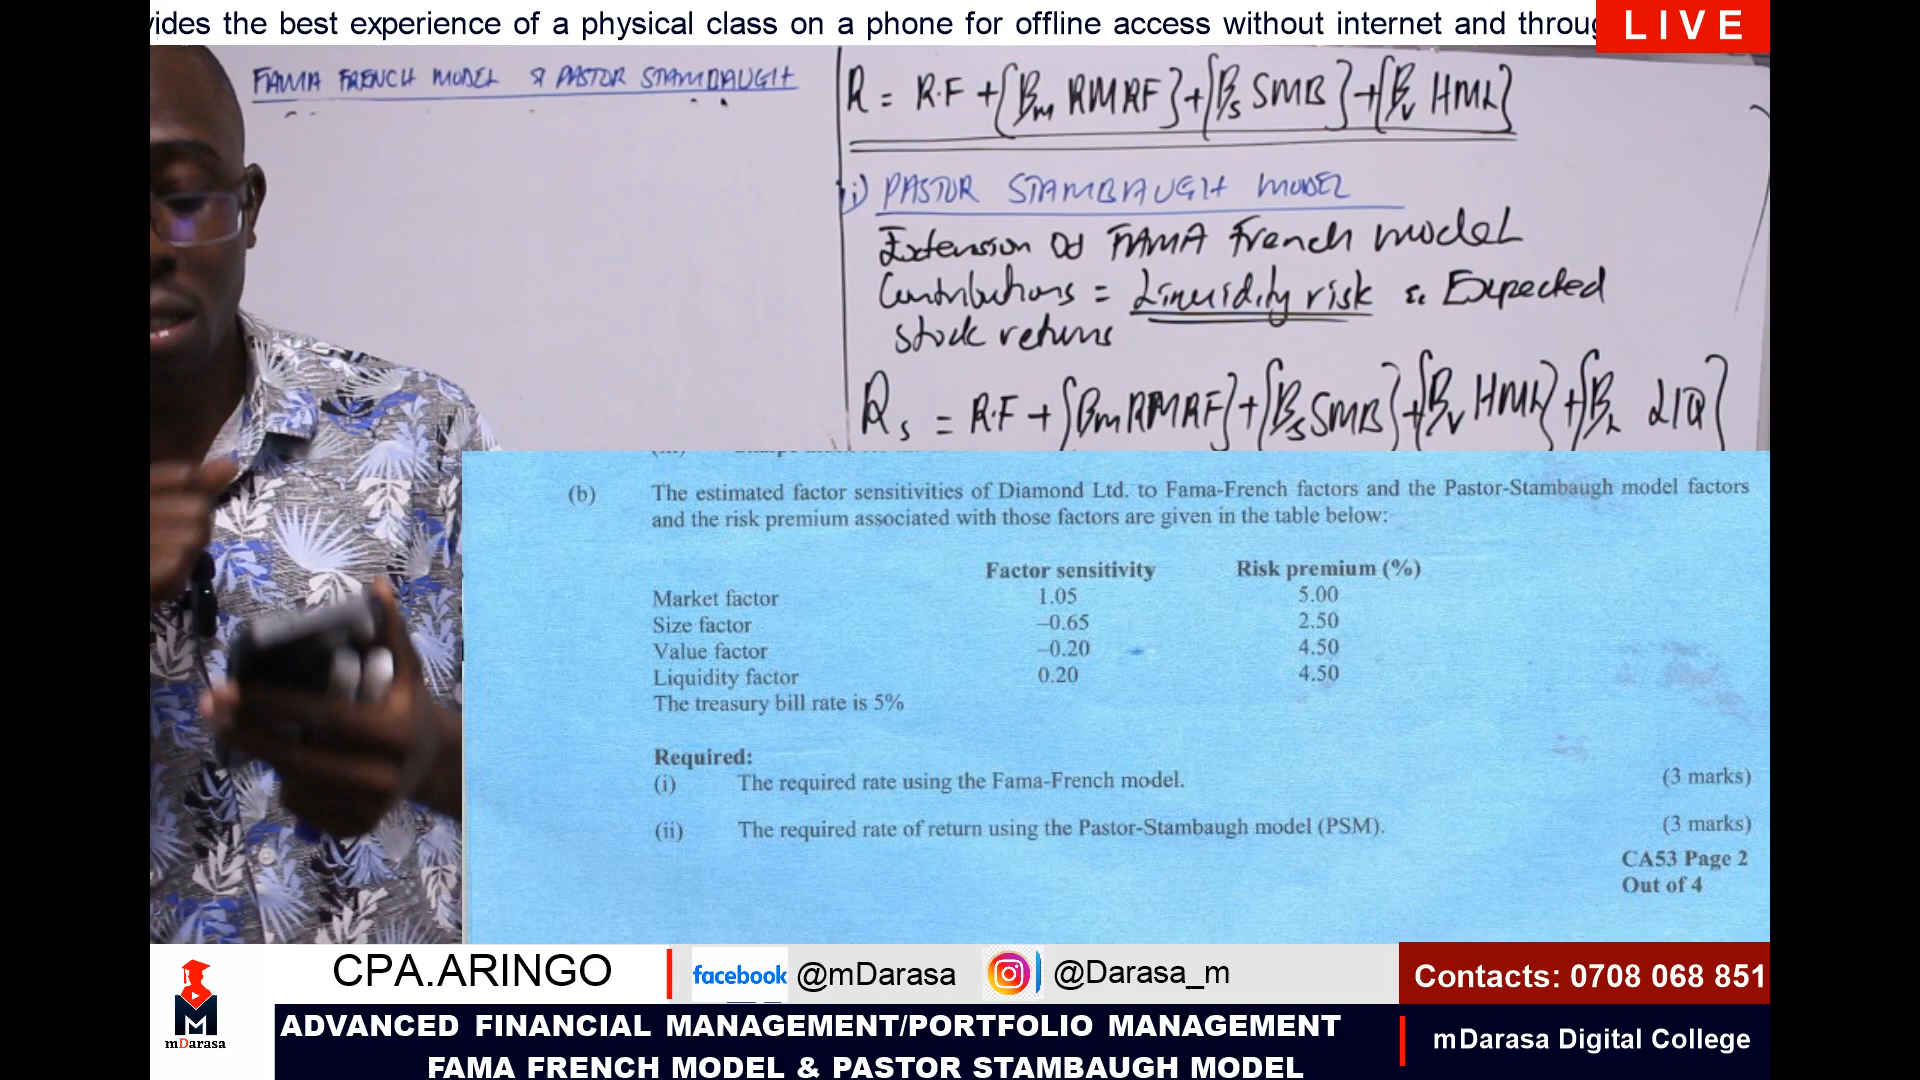 vides the best experience of a physical class on a phone for offline access without internet and throug
LIVE
FAMA FRENCH MODEL & PASTOR STAMBAUGH
R = R.F + {βm RMRF} + {βs SMB} + {βv HML}
i) PASTOR STAMBAUGH MODEL
Extension of FAMA French model
Contributions = Liquidity risk & Expected
stock returns
Rs = R.F + {βm RMRF} + {βs SMB} + {βv HML} + {βL LIQ}
(b) The estimated factor sensitivities of Diamond Ltd. to Fama-French factors and the Pastor-Stambaugh model factors
and the risk premium associated with those factors are given in the table below:
Factor sensitivity Risk premium (%)
Market factor 1.05 5.00
Size factor –0.65 2.50
Value factor –0.20 4.50
Liquidity factor 0.20 4.50
The treasury bill rate is 5%
Required:
(i) The required rate using the Fama-French model. (3 marks)
(ii) The required rate of return using the Pastor-Stambaugh model (PSM). (3 marks)
CA53 Page 2
Out of 4
CPA.ARINGO
facebook @mDarasa @Darasa_m
Contacts: 0708 068 851
mDarasa
ADVANCED FINANCIAL MANAGEMENT/PORTFOLIO MANAGEMENT
FAMA FRENCH MODEL & PASTOR STAMBAUGH MODEL
mDarasa Digital College